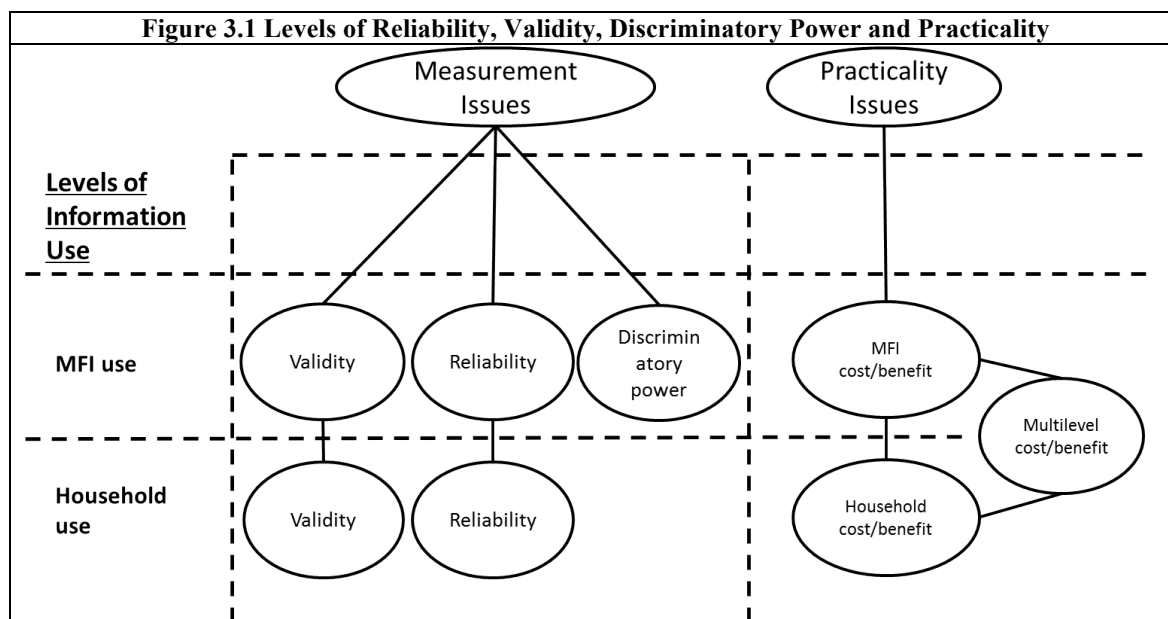 Figure 3.1 Levels of Reliability, Validity, Discriminatory Power and Practicality
Measurement
Issues
Practicality
Issues
Levels of
Information
Use
MFI use
Validity
Reliability
Discrimin
atory
power
MFI
cost/benefit
Multilevel
cost/benefit
Household
use
Validity
Reliability
Household
cost/benefit